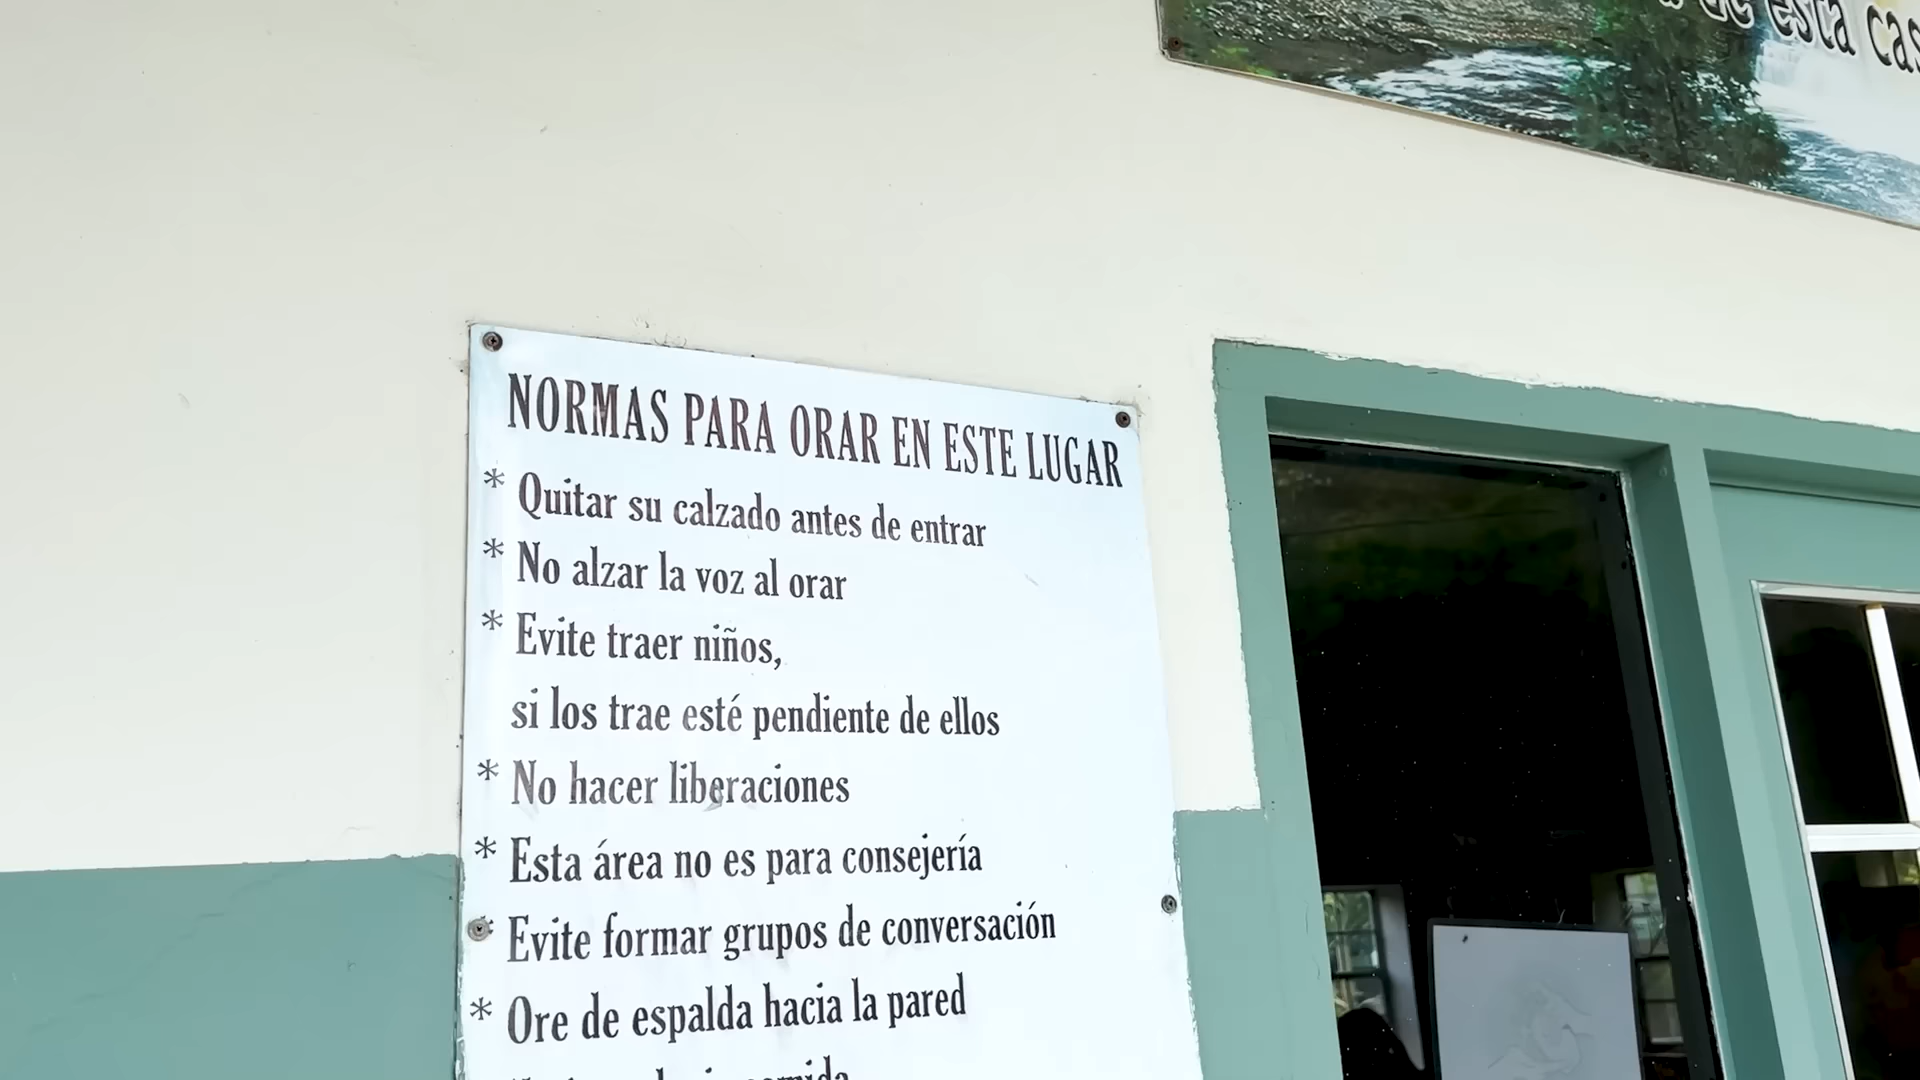 de esta
NORMAS PARA ORAR EN ESTE LUGAR
* Quitar su calzado antes de entrar
* No alzar la voz al orar
* Evite traer niños,
si los trae esté pendiente de ellos
* No hacer liberaciones
* Esta área no es para consejería
* Evite formar grupos de conversación
* Ore de espalda hacia la pared